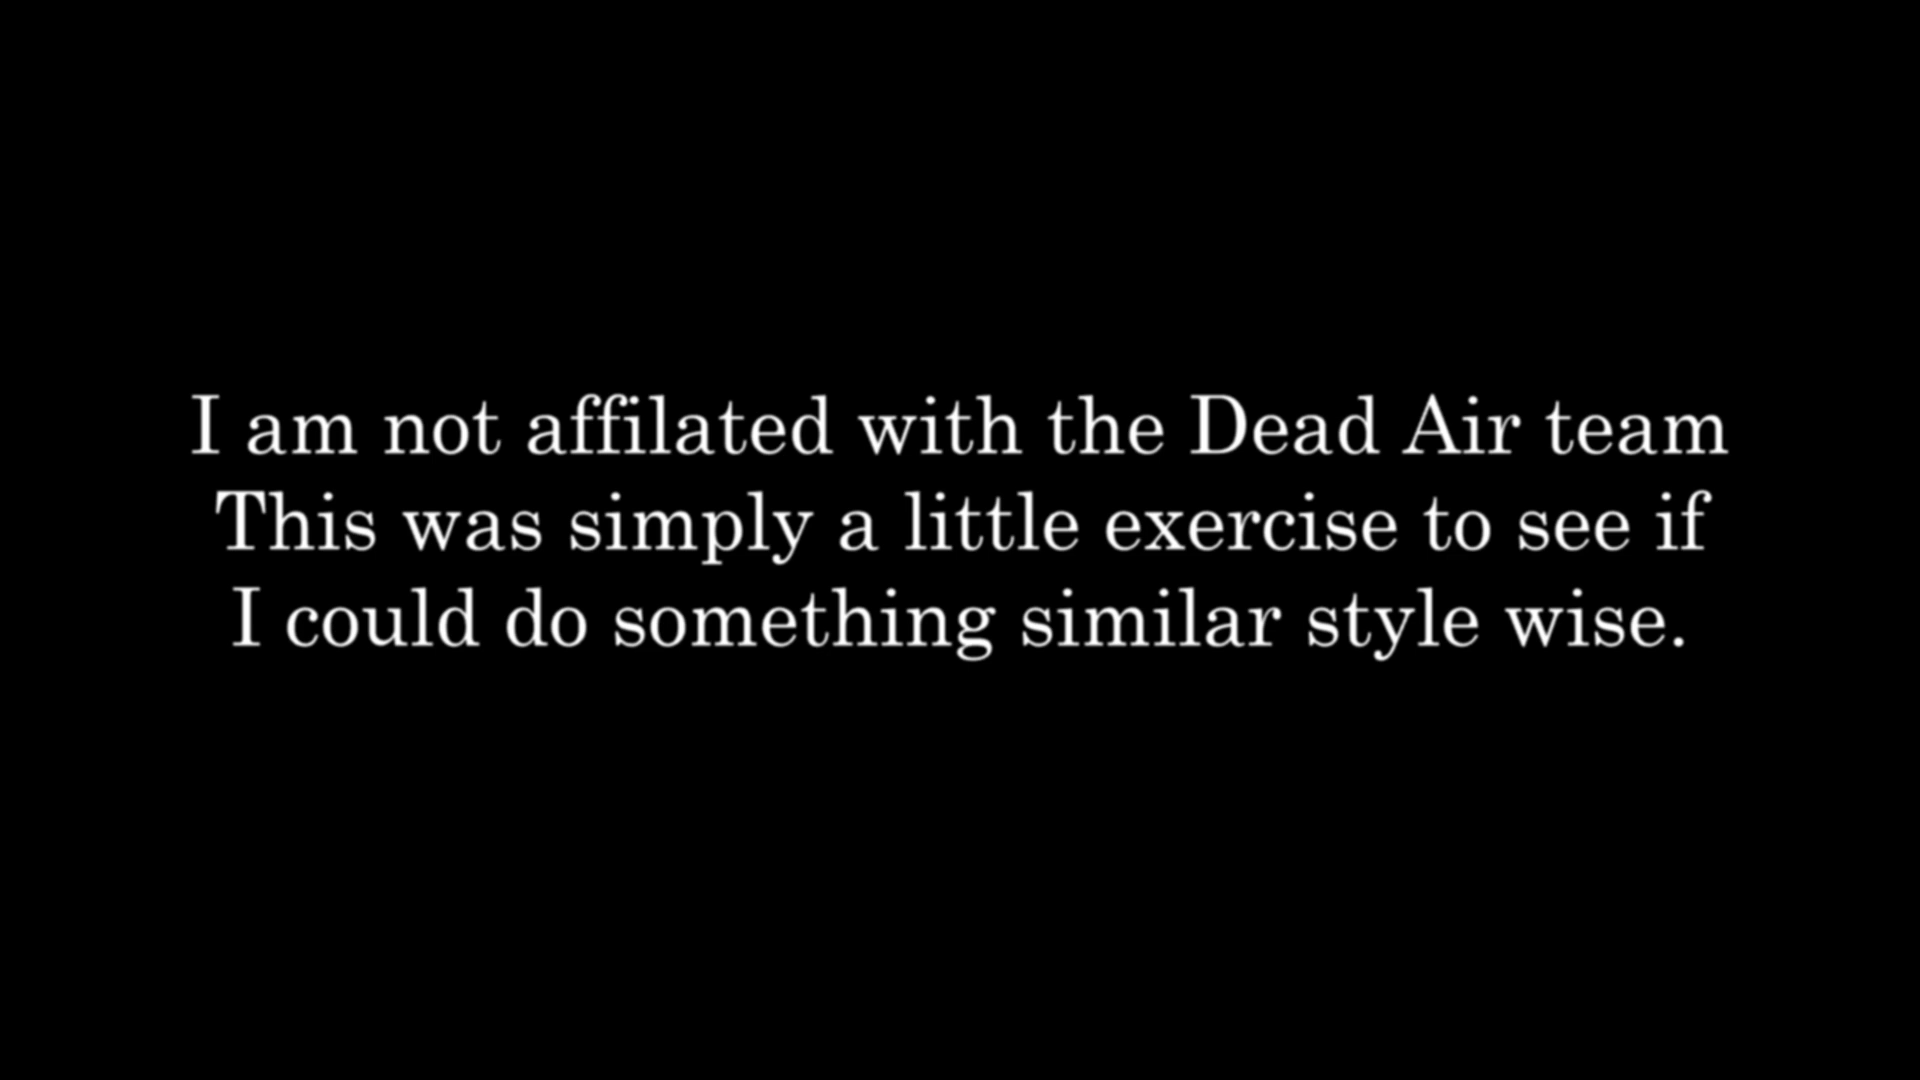 I am not affilated with the Dead Air team
This was simply a little exercise to see if
I could do something similar style wise.